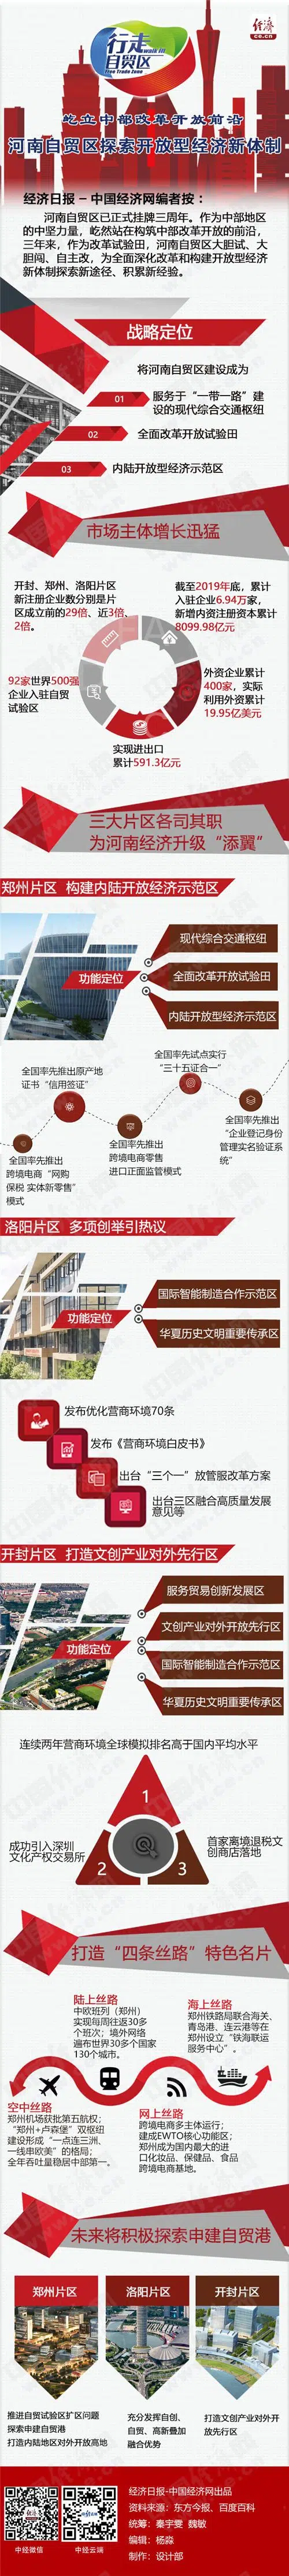 经济
ce.cn
行走
自贸区
walk in
Free Trade Zone
屹立中部改革开放前沿
河南自贸区探索开放型经济新体制
经济日报－中国经济网编者按：
河南自贸区已正式挂牌三周年。作为中部地区
的中坚力量，屹然站在构筑中部改革开放的前沿，
三年来，作为改革试验田，河南自贸区大胆试、大
胆闯、自主改，为全面深化改革和构建开放型经济
新体制探索新途径、积累新经验。
战略定位
将河南自贸区建设成为
01
服务于“一带一路”建
设的现代综合交通枢纽
02
全面改革开放试验田
03
内陆开放型经济示范区
市场主体增长迅猛
开封、郑州、洛阳片区
新注册企业数分别是片
区成立前的29倍、近3倍、
2倍。
截至2019年底，累计
入驻企业6.94万家，
新增内资注册资本累计
8099.98亿元
92家世界500强
企业入驻自贸
试验区
外资企业累计
400家，实际
利用外资累计
19.95亿美元
实现进出口
累计591.3亿元
三大片区各司其职
为河南经济升级“添翼”
郑州片区 构建内陆开放经济示范区
功能定位
现代综合交通枢纽
全面改革开放试验田
内陆开放型经济示范区
全国率先试点实行
“三十五证合一”
全国率先推出原产地
证书“信用签证”
全国率先推出
“企业登记身份
管理实名验证系
统”
全国率先推出
跨境电商零售
进口正面监管模式
全国率先推出
跨境电商“网购
保税 实体新零售”
模式
洛阳片区 多项创举引热议
功能定位
国际智能制造合作示范区
华夏历史文明重要传承区
发布优化营商环境70条
发布《营商环境白皮书》
出台“三个一”放管服改革方案
出台三区融合高质量发展
意见等
开封片区 打造文创产业对外先行区
功能定位
服务贸易创新发展区
文创产业对外开放先行区
国际智能制造合作示范区
华夏历史文明重要传承区
连续两年营商环境全球模拟排名高于国内平均水平
1
成功引入深圳
文化产权交易所
2
3
首家离境退税文
创商店落地
打造“四条丝路”特色名片
陆上丝路
中欧班列（郑州）
实现每周往返30多
个班次；境外网络
遍布世界30多个国家
130个城市。
海上丝路
郑州铁路局联合海关、
青岛港、连云港等在
郑州设立“铁海联运
服务中心”。
空中丝路
郑州机场获批第五航权；
“郑州+卢森堡”双枢纽
建设形成“一点连三洲、
一线串欧美”的格局；
全年吞吐量稳居中部第一。
网上丝路
跨境电商多主体运行；
建成EWTO核心功能区；
郑州成为国内最大的进
口化妆品、保健品、食品
跨境电商基地。
未来将积极探索申建自贸港
郑州片区
洛阳片区
开封片区
推进自贸试验区扩区问题
探索申建自贸港
打造内陆地区对外开放高地
充分发挥自创、
自贸、高新叠加
融合优势
打造文创产业对外开
放先行区
经济日报-中国经济网出品
资料来源：东方今报、百度百科
统筹：秦宇雯 魏敏
编辑：杨淼
制作：设计部
中经微信
中经云端